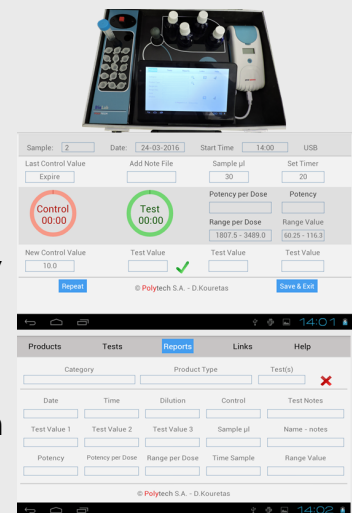 Sample: 2 Date: 24-03-2016 Start Time 14:00 USB
Last Control Value Add Note File Sample µl Set Timer
Expire 30 20
Control 00:00
Test 00:00
Potency per Dose Potency
Range per Dose Range Value
1807.5 - 3489.0 60.25 - 116.3
New Control Value Test Value Test Value Test Value
10.0
Repeat © Polytech S.A. - D.Kouretas Save & Exit
14:01
Products Tests Reports Links Help
Category Product Type Test(s)
Date Time Dilution Control Test Notes
Test Value 1 Test Value 2 Test Value 3 Sample µl Name - notes
Potency Potency per Dose Range per Dose Time Sample Range Value
© Polytech S.A. - D.Kouretas
14:02